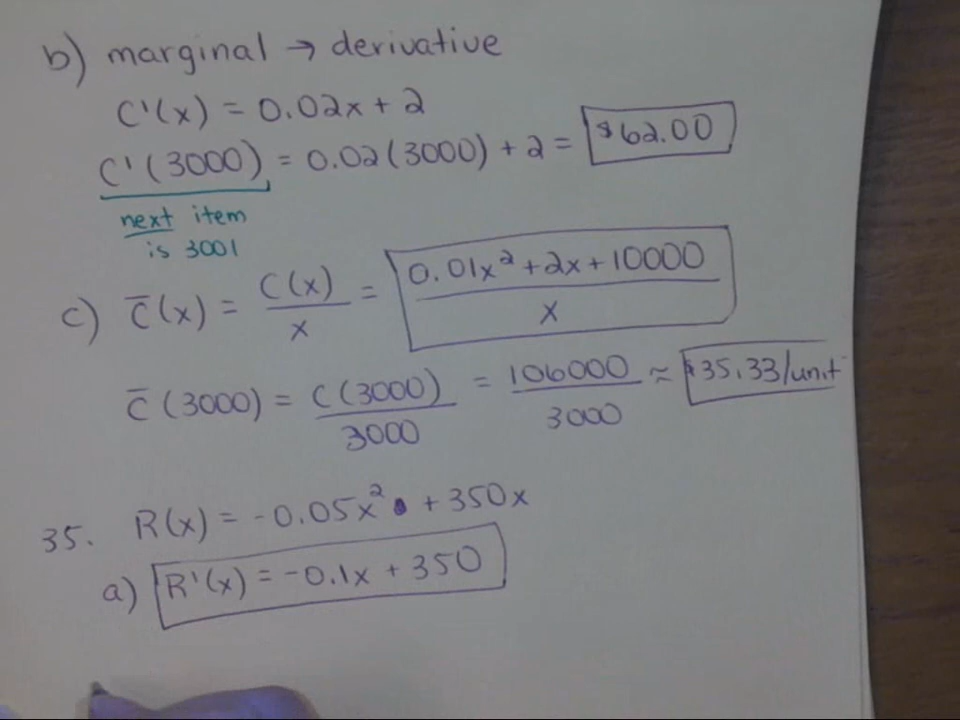 b) marginal → derivative
C'(x) = 0.02x + 2
C'(3000) = 0.02(3000) + 2 = $62.00
next item
is 3001
c) C̅(x) = C(x)/x = (0.01x² + 2x + 10000)/x
C̅(3000) = C(3000)/3000 = 106000/3000 ≈ $35.33/unit
35. R(x) = -0.05x² + 350x
a) R'(x) = -0.1x + 350